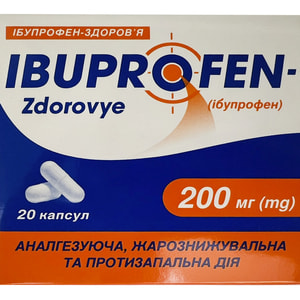 ІБУПРОФЕН-ЗДОРОВ'Я
IBUPROFEN-
Zdorovye
(ібупрофен)
200 мг (mg)
20 капсул
АНАЛГЕЗУЮЧА, ЖАРОЗНИЖУВАЛЬНА
ТА ПРОТИЗАПАЛЬНА ДІЯ